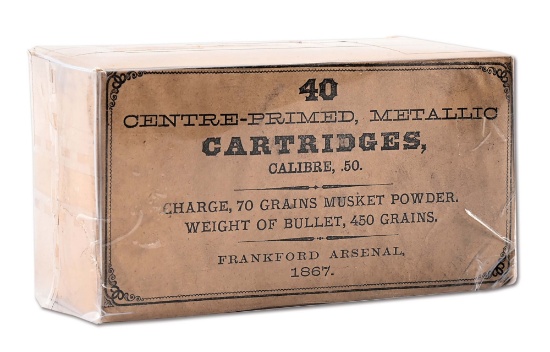 40
CENTRE-PRIMED, METALLIC
CARTRIDGES,
CALIBRE, .50.
CHARGE, 70 GRAINS MUSKET POWDER.
WEIGHT OF BULLET, 450 GRAINS.
FRANKFORD ARSENAL,
1867.